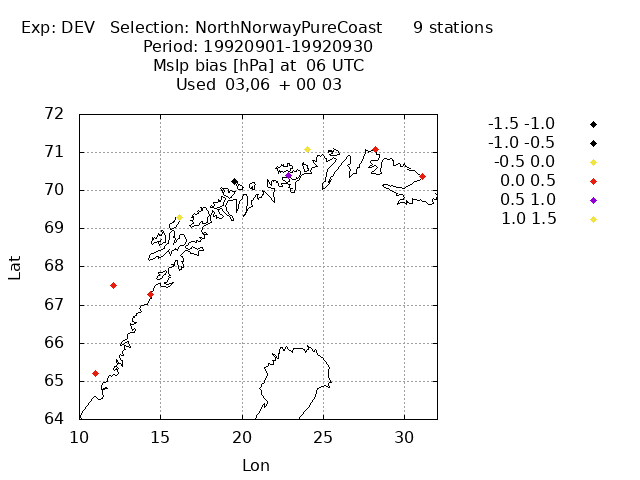 Exp: DEV   Selection: NorthNorwayPureCoast      9 stations
Period: 19920901-19920930
Mslp bias [hPa] at  06 UTC
Used  03,06  + 00 03
72
71
70
69
68
67
66
65
64
Lat
10 15 20 25 30
Lon
-1.5 -1.0
-1.0 -0.5
-0.5 0.0
0.0 0.5
0.5 1.0
1.0 1.5